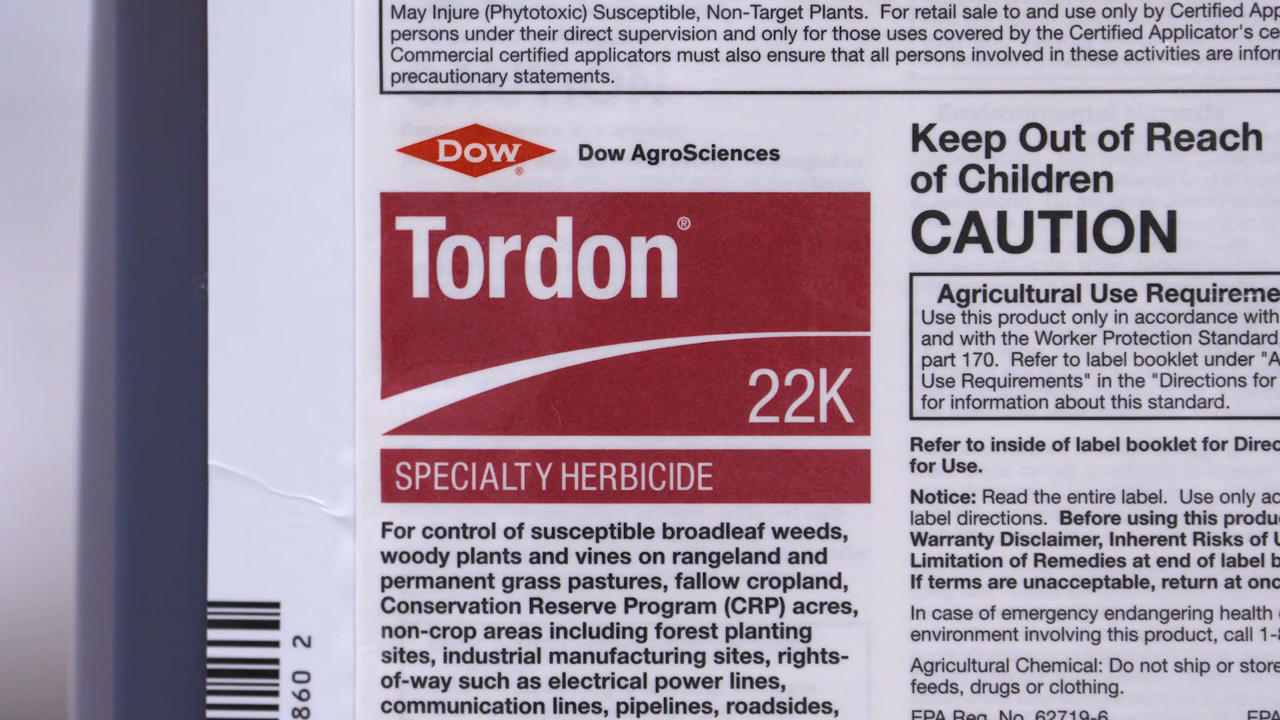 May Injure (Phytotoxic) Susceptible, Non-Target Plants. For retail sale to and use only by Certified
persons under their direct supervision and only for those uses covered by the Certified Applicator's
Commercial certified applicators must also ensure that all persons involved in these activities are
precautionary statements.
DOW®
Dow AgroSciences
Tordon®
22K
SPECIALTY HERBICIDE
For control of susceptible broadleaf weeds,
woody plants and vines on rangeland and
permanent grass pastures, fallow cropland,
Conservation Reserve Program (CRP) acres,
non-crop areas including forest planting
sites, industrial manufacturing sites, rights-
of-way such as electrical power lines,
communication lines, pipelines, roadsides,
Keep Out of Reach
of Children
CAUTION
Agricultural Use
Use this product only in accordance with
and with the Worker Protection Standard,
part 170. Refer to label booklet under
Use Requirements" in the "Directions for
for information about this standard.
Refer to inside of label booklet for
for Use.
Notice: Read the entire label. Use only
label directions. Before using this
Warranty Disclaimer, Inherent Risks of
Limitation of Remedies at end of label
If terms are unacceptable, return at
In case of emergency endangering health
environment involving this product, call 1-
Agricultural Chemical: Do not ship or store
feeds, drugs or clothing.
EPA Reg. No. 62719-6
EPA
860 2